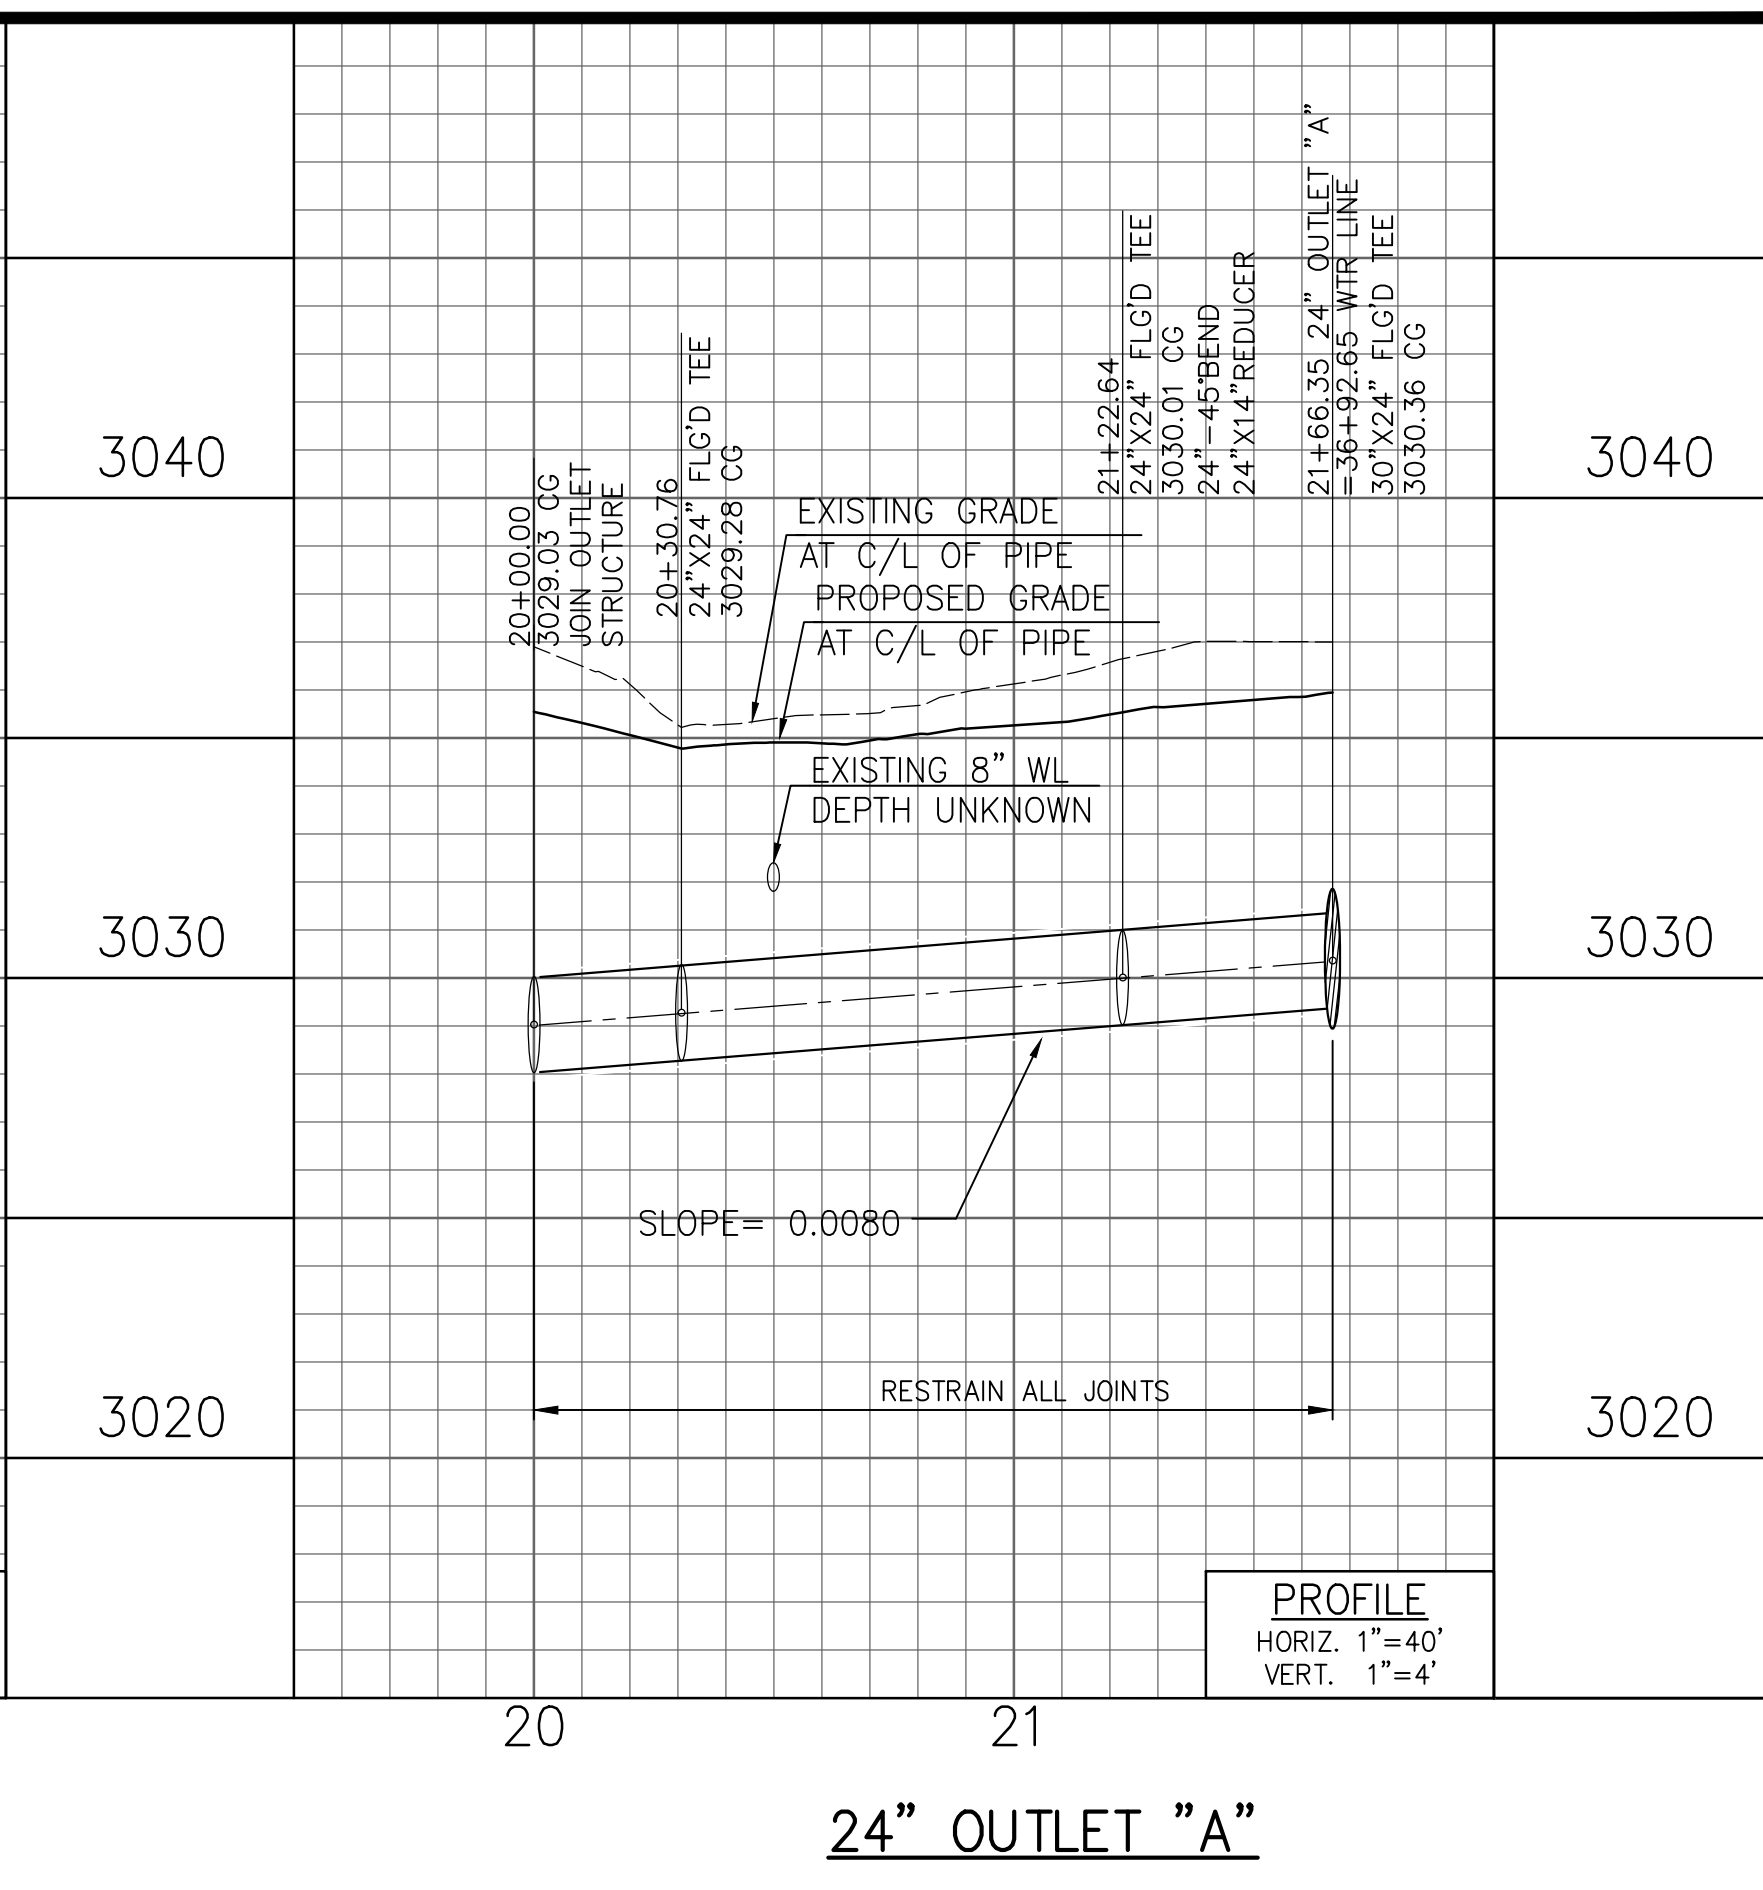 3040
3030
3020
20+00.00
3029.03 CG
JOIN OUTLET
STRUCTURE
20+30.76
24"X24" FLG'D TEE
3029.28 CG
EXISTING GRADE
AT C/L OF PIPE
PROPOSED GRADE
AT C/L OF PIPE
EXISTING 8" WL
DEPTH UNKNOWN
21+22.64
24"X24" FLG'D TEE
3030.01 CG
24"-45°BEND
24"X14"REDUCER
21+66.35 24" OUTLET "A"
=36+92.65 WTR LINE
30"X24" FLG'D TEE
3030.36 CG
SLOPE= 0.0080
RESTRAIN ALL JOINTS
3040
3030
3020
PROFILE
HORIZ. 1"=40'
VERT. 1"=4'
20 21
24" OUTLET "A"